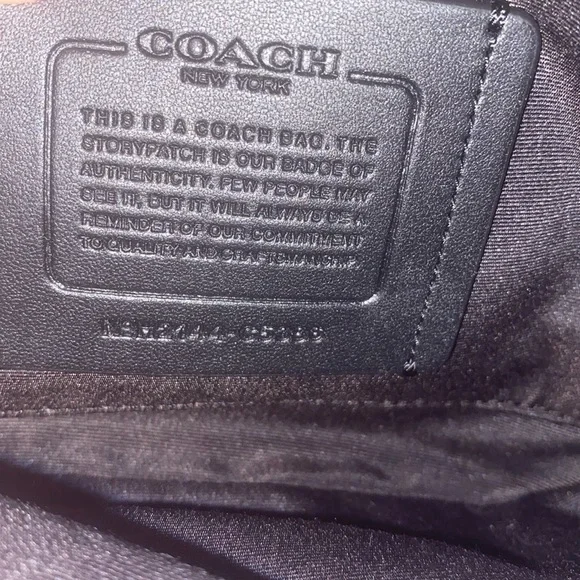 COACH
NEW YORK
THIS IS A COACH BAG. THE
STORYPATCH IS OUR BADGE OF
AUTHENTICITY. FEW PEOPLE MAY
SEE IT, BUT IT WILL ALWAYS BE A
REMINDER OF OUR COMMITMENT
TO QUALITY AND CRAFTSMANSHIP.